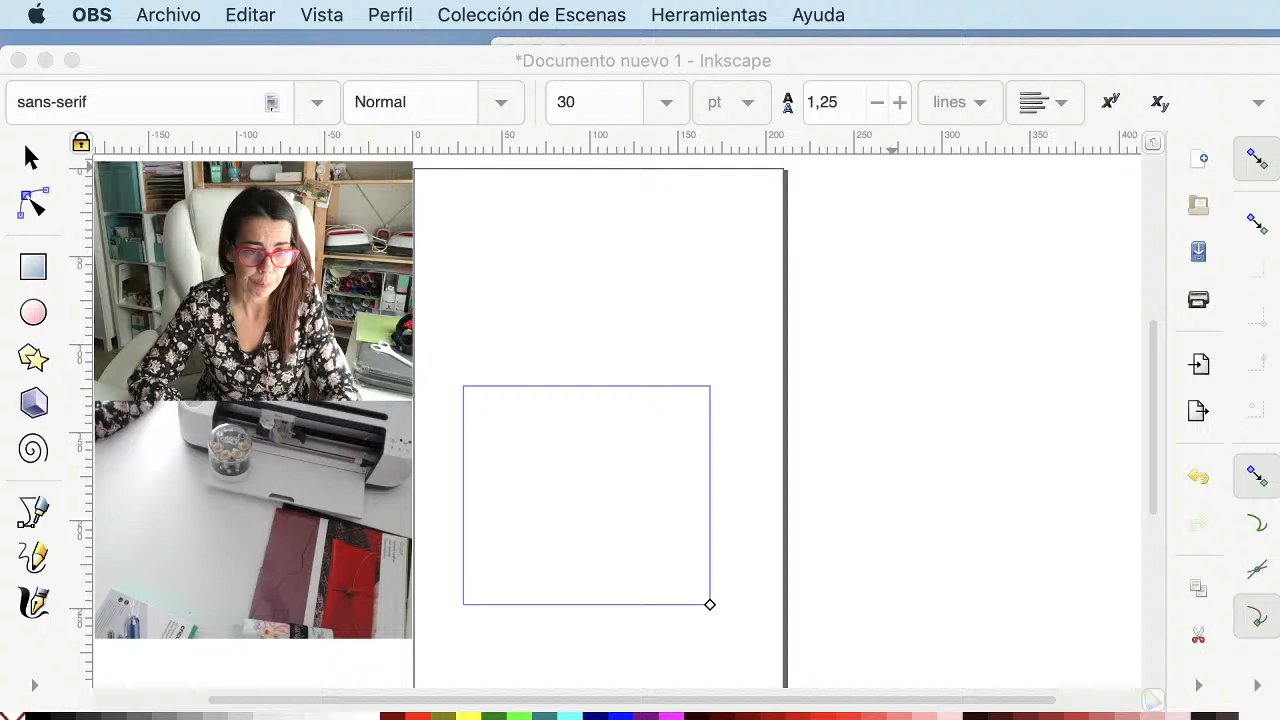 OBS Archivo Editar Vista Perfil Colección de Escenas Herramientas Ayuda
*Documento nuevo 1 - Inkscape
sans-serif Normal 30 pt 1,25 lines
-150 -100 -50 0 50 100 150 200 250 300 350 400